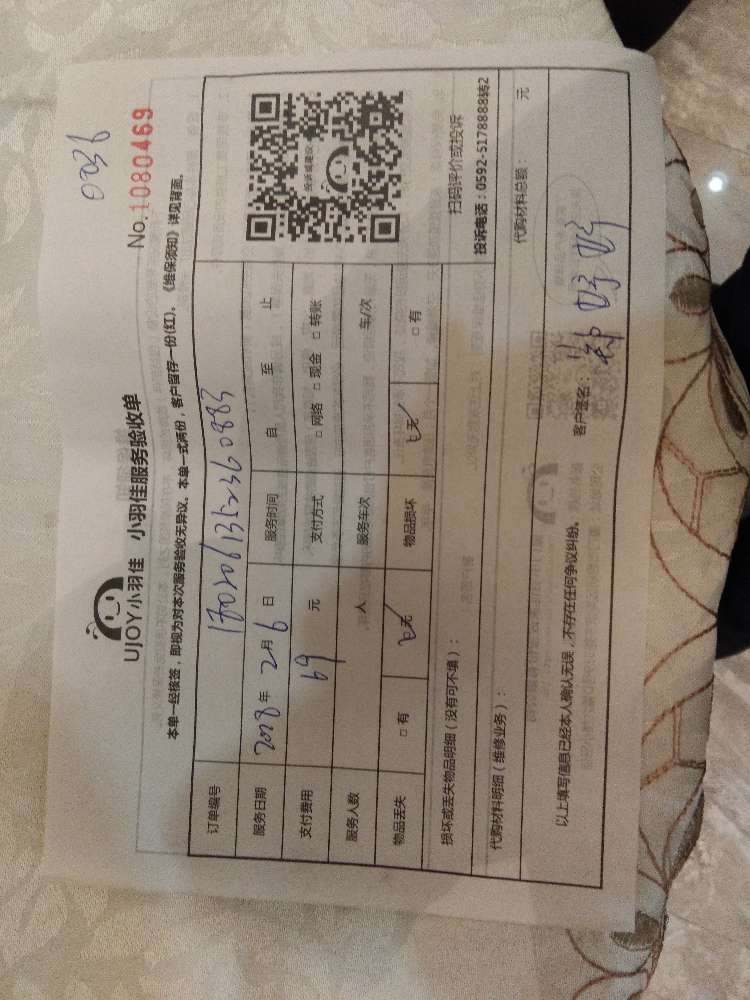 0036
UJOY小羽佳 小羽佳服务验收单
No.1080469
本单一经核签，即视为对本次服务验收无异议。本单一式两份，客户留存一份(红)。《维保须知》详见背面。
订单编号
服务日期 年 2月 6日 服务时间 自 至 止
支付费用 69 元 支付方式 □ 网络 □ 现金 □ 转账
服务人数 人 服务车次 车/次
物品丢失 □ 有 □ 无 物品损坏 □ 无 □ 有
投诉或建议
扫码评价或投诉
投诉电话：0592-5178888转2
损坏或丢失物品明细（没有可不填）：
代购材料明细（维修业务）： 代购材料总额： 元
以上填写信息已经本人确认无误，不存在任何争议纠纷。 客户签名：